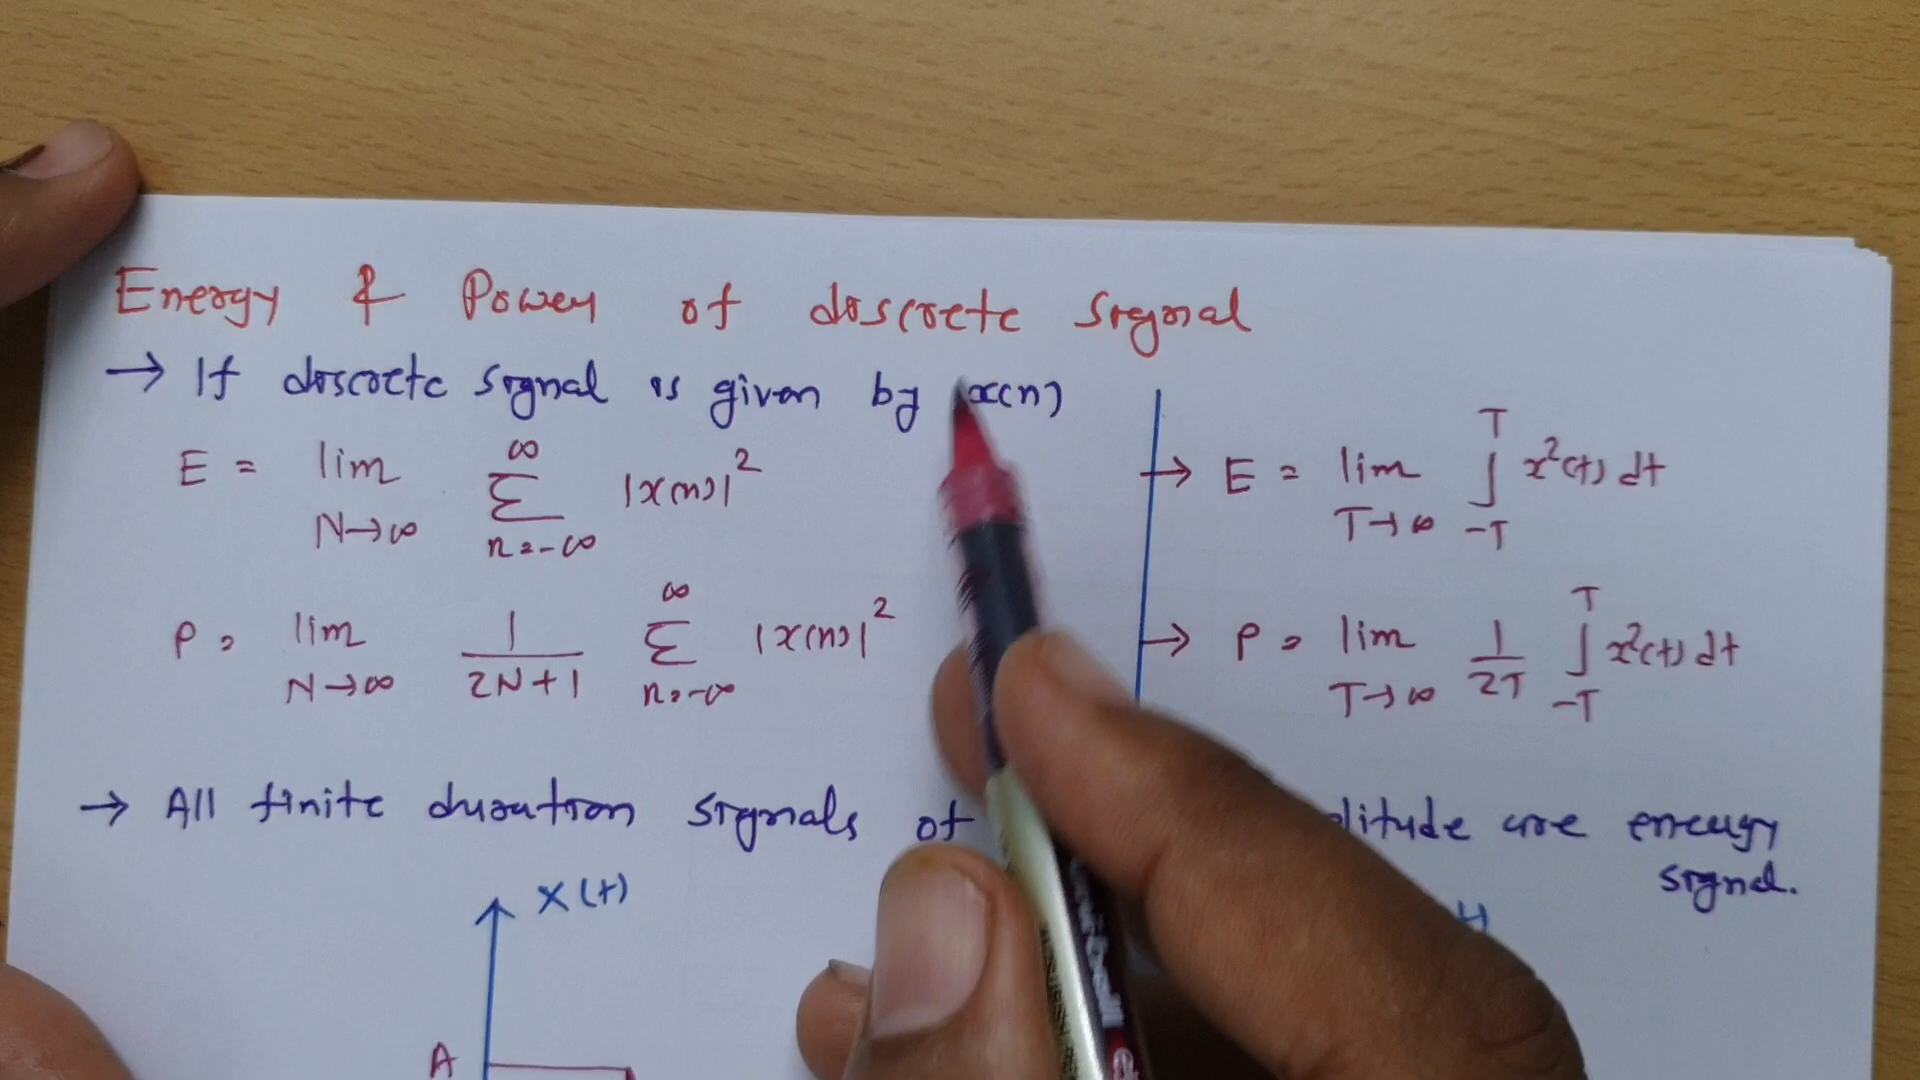 Energy & Power of discrete signal
→ If discrete signal is given by x(n)
E = lim N→∞ ∞ Σ n=-∞ |x(n)|²
P = lim N→∞ 1/2N+1 ∞ Σ n=-∞ |x(n)|²
→ E = lim T→∞ ∫ T -T x²(t) dt
→ P = lim T→∞ 1/2T ∫ T -T x²(t) dt
→ All finite duration signals of plitude are energy
signal.
x(t)
A